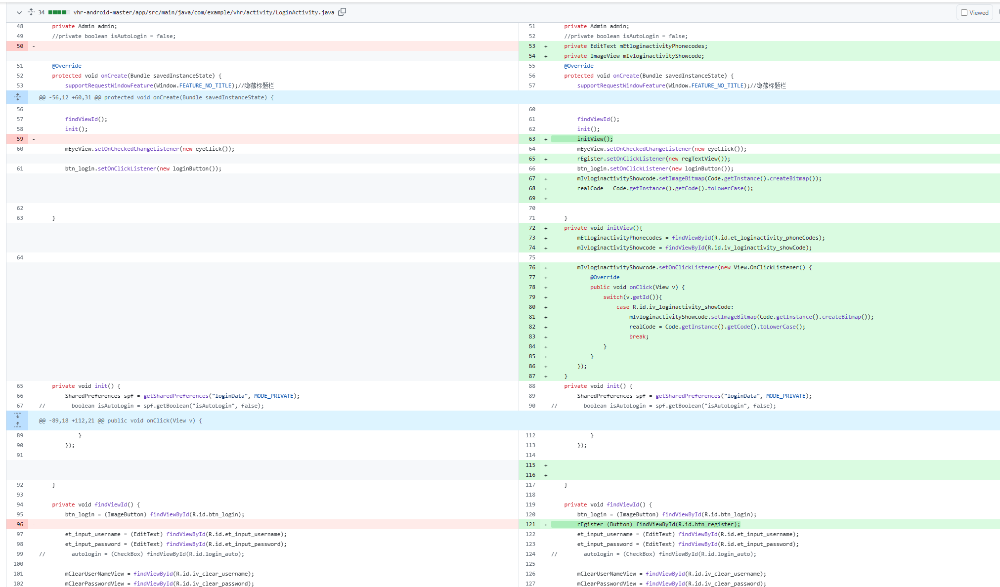 34 vhr-android-master/app/src/main/java/com/example/vhr/activity/LoginActivity.java Viewed
48 private Admin admin; 51 private Admin admin;
49 //private boolean isAutoLogin = false; 52 //private boolean isAutoLogin = false;
50 - 53 + private EditText mEtloginactivityPhonecodes;
54 + private ImageView mIvloginactivityShowcode;
51 @Override 55 @Override
52 protected void onCreate(Bundle savedInstanceState) { 56 protected void onCreate(Bundle savedInstanceState) {
53 supportRequestWindowFeature(Window.FEATURE_NO_TITLE);//隐藏标题栏 57 supportRequestWindowFeature(Window.FEATURE_NO_TITLE);//隐藏标题栏
@@ -56,12 +60,31 @@ protected void onCreate(Bundle savedInstanceState) {
56 60
57 findViewId(); 61 findViewId();
58 init(); 62 init();
59 - 63 + initView();
60 mEyeView.setOnCheckedChangeListener(new eyeClick()); 64 mEyeView.setOnCheckedChangeListener(new eyeClick());
65 + rEgister.setOnClickListener(new regTextView());
61 btn_login.setOnClickListener(new loginButton()); 66 btn_login.setOnClickListener(new loginButton());
67 + mIvloginactivityShowcode.setImageBitmap(Code.getInstance().createBitmap());
68 + realCode = Code.getInstance().getCode().toLowerCase();
69 +
62 70
63 } 71 }
72 + private void initView(){
73 + mEtloginactivityPhonecodes = findViewById(R.id.et_loginactivity_phoneCodes);
74 + mIvloginactivityShowcode = findViewById(R.id.iv_loginactivity_showCode);
64 75
76 + mIvloginactivityShowcode.setOnClickListener(new View.OnClickListener() {
77 + @Override
78 + public void onClick(View v) {
79 + switch(v.getId()){
80 + case R.id.iv_loginactivity_showCode:
81 + mIvloginactivityShowcode.setImageBitmap(Code.getInstance().createBitmap());
82 + realCode = Code.getInstance().getCode().toLowerCase();
83 + break;
84 + }
85 + }
86 + });
87 + }
65 private void init() { 88 private void init() {
66 SharedPreferences spf = getSharedPreferences("loginData", MODE_PRIVATE); 89 SharedPreferences spf = getSharedPreferences("loginData", MODE_PRIVATE);
67 // boolean isAutoLogin = spf.getBoolean("isAutoLogin", false); 90 // boolean isAutoLogin = spf.getBoolean("isAutoLogin", false);
@@ -89,18 +112,21 @@ public void onClick(View v) {
89 } 112 }
90 }); 113 });
91 114
115 +
116 +
92 } 117 }
93 118
94 private void findViewId() { 119 private void findViewId() {
95 btn_login = (ImageButton) findViewById(R.id.btn_login); 120 btn_login = (ImageButton) findViewById(R.id.btn_login);
96 - 121 + rEgister=(Button) findViewById(R.id.btn_register);
97 et_input_username = (EditText) findViewById(R.id.et_input_username); 122 et_input_username = (EditText) findViewById(R.id.et_input_username);
98 et_input_password = (EditText) findViewById(R.id.et_input_password); 123 et_input_password = (EditText) findViewById(R.id.et_input_password);
99 // autologin = (CheckBox) findViewById(R.id.login_auto); 124 // autologin = (CheckBox) findViewById(R.id.login_auto);
100 125
101 mClearUserNameView = findViewById(R.id.iv_clear_username); 126 mClearUserNameView = findViewById(R.id.iv_clear_username);
102 mClearPasswordView = findViewById(R.id.iv_clear_password); 127 mClearPasswordView = findViewById(R.id.iv_clear_password);